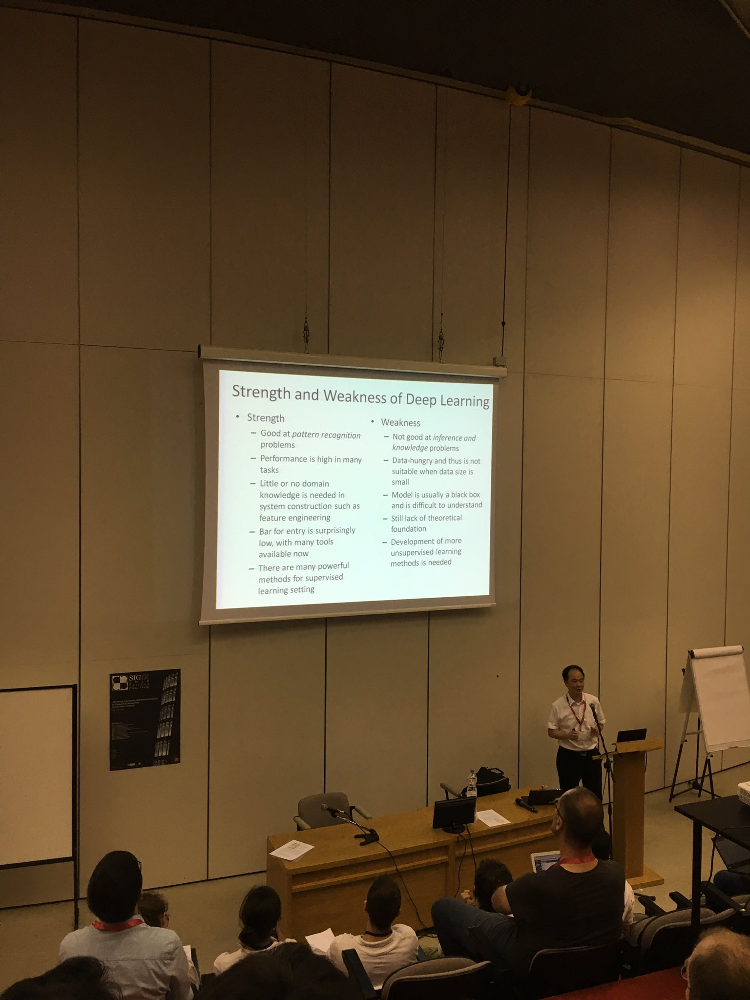 Strength and Weakness of Deep Learning
• Strength
– Good at pattern recognition
problems
– Performance is high in many
tasks
– Little or no domain
knowledge is needed in
system construction such as
feature engineering
– Bar for entry is surprisingly
low, with many tools
available now
– There are many powerful
methods for supervised
learning setting
• Weakness
– Not good at inference and
knowledge problems
– Data-hungry and thus is not
suitable when data size is
small
– Model is usually a black box
and is difficult to understand
– Still lack of theoretical
foundation
– Development of more
unsupervised learning
methods is needed
SIGIR
2016
Tuscany
Pisa, Italy